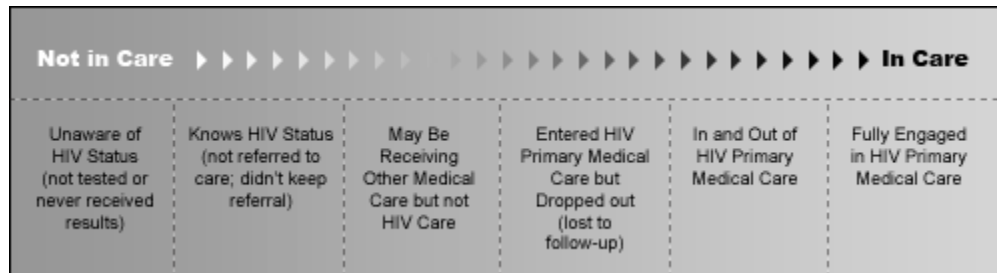 Not in Care
In Care
Unaware of
HIV Status
(not tested or
never received
results)
Knows HIV Status
(not referred to
care; didn't keep
referral)
May Be
Receiving
Other Medical
Care but not
HIV Care
Entered HIV
Primary Medical
Care but
Dropped out
(lost to
follow-up)
In and Out of
HIV Primary
Medical Care
Fully Engaged
in HIV Primary
Medical Care